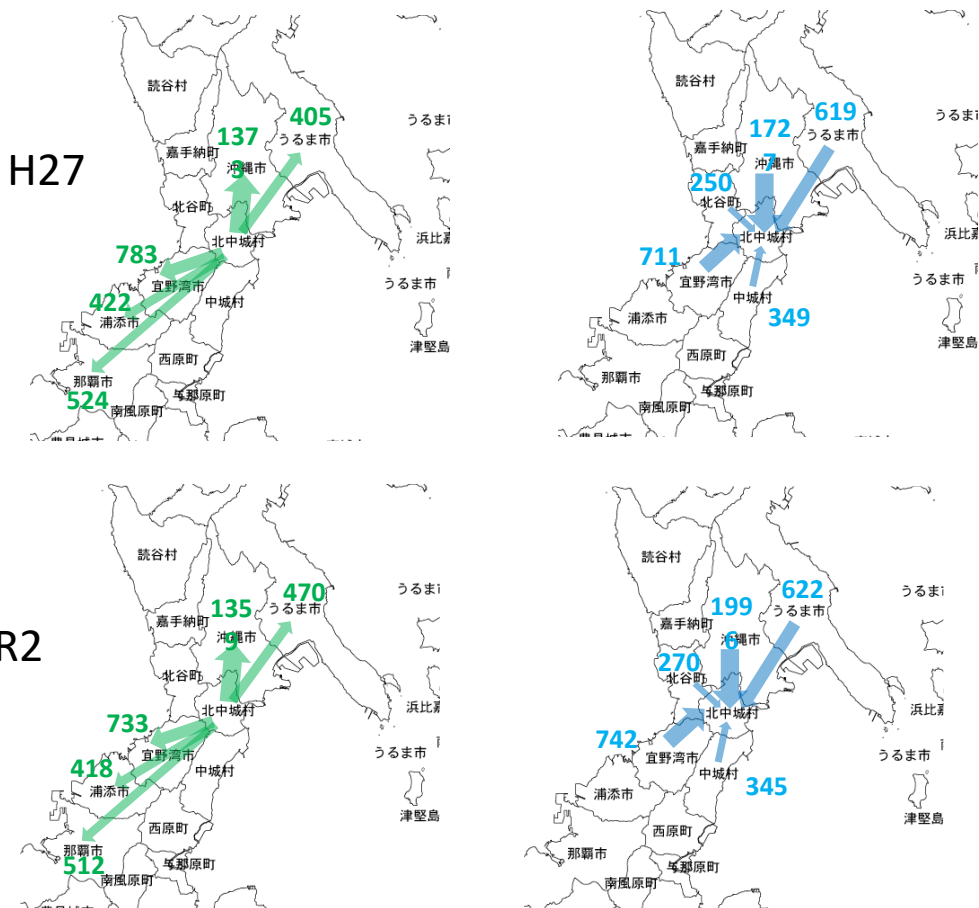 H27
読谷村
405
うるま市
137
3
うるま
嘉手納町
沖縄市
北谷町
北中城村
浜比嘉
783
宜野湾市
うるま市
422
中城村
浦添市
津堅島
西原町
那覇市
524
与那原町
南風原町
豊見城市
読谷村
619
172
うるま市
うるま
7
嘉手納町
沖縄市
250
北谷町
北中城村
浜比嘉
711
宜野湾市
うるま市
中城村
349
浦添市
津堅島
西原町
那覇市
与那原町
南風原町
R2
読谷村
470
135
うるま市
うるま
9
嘉手納町
沖縄市
北谷町
北中城村
浜比嘉
733
宜野湾市
うるま市
418
中城村
浦添市
津堅島
西原町
那覇市
512
与那原町
南風原町
読谷村
622
199
うるま市
うるま
6
嘉手納町
沖縄市
270
北谷町
北中城村
浜比嘉
742
宜野湾市
うるま市
中城村
345
浦添市
津堅島
西原町
那覇市
与那原町
南風原町